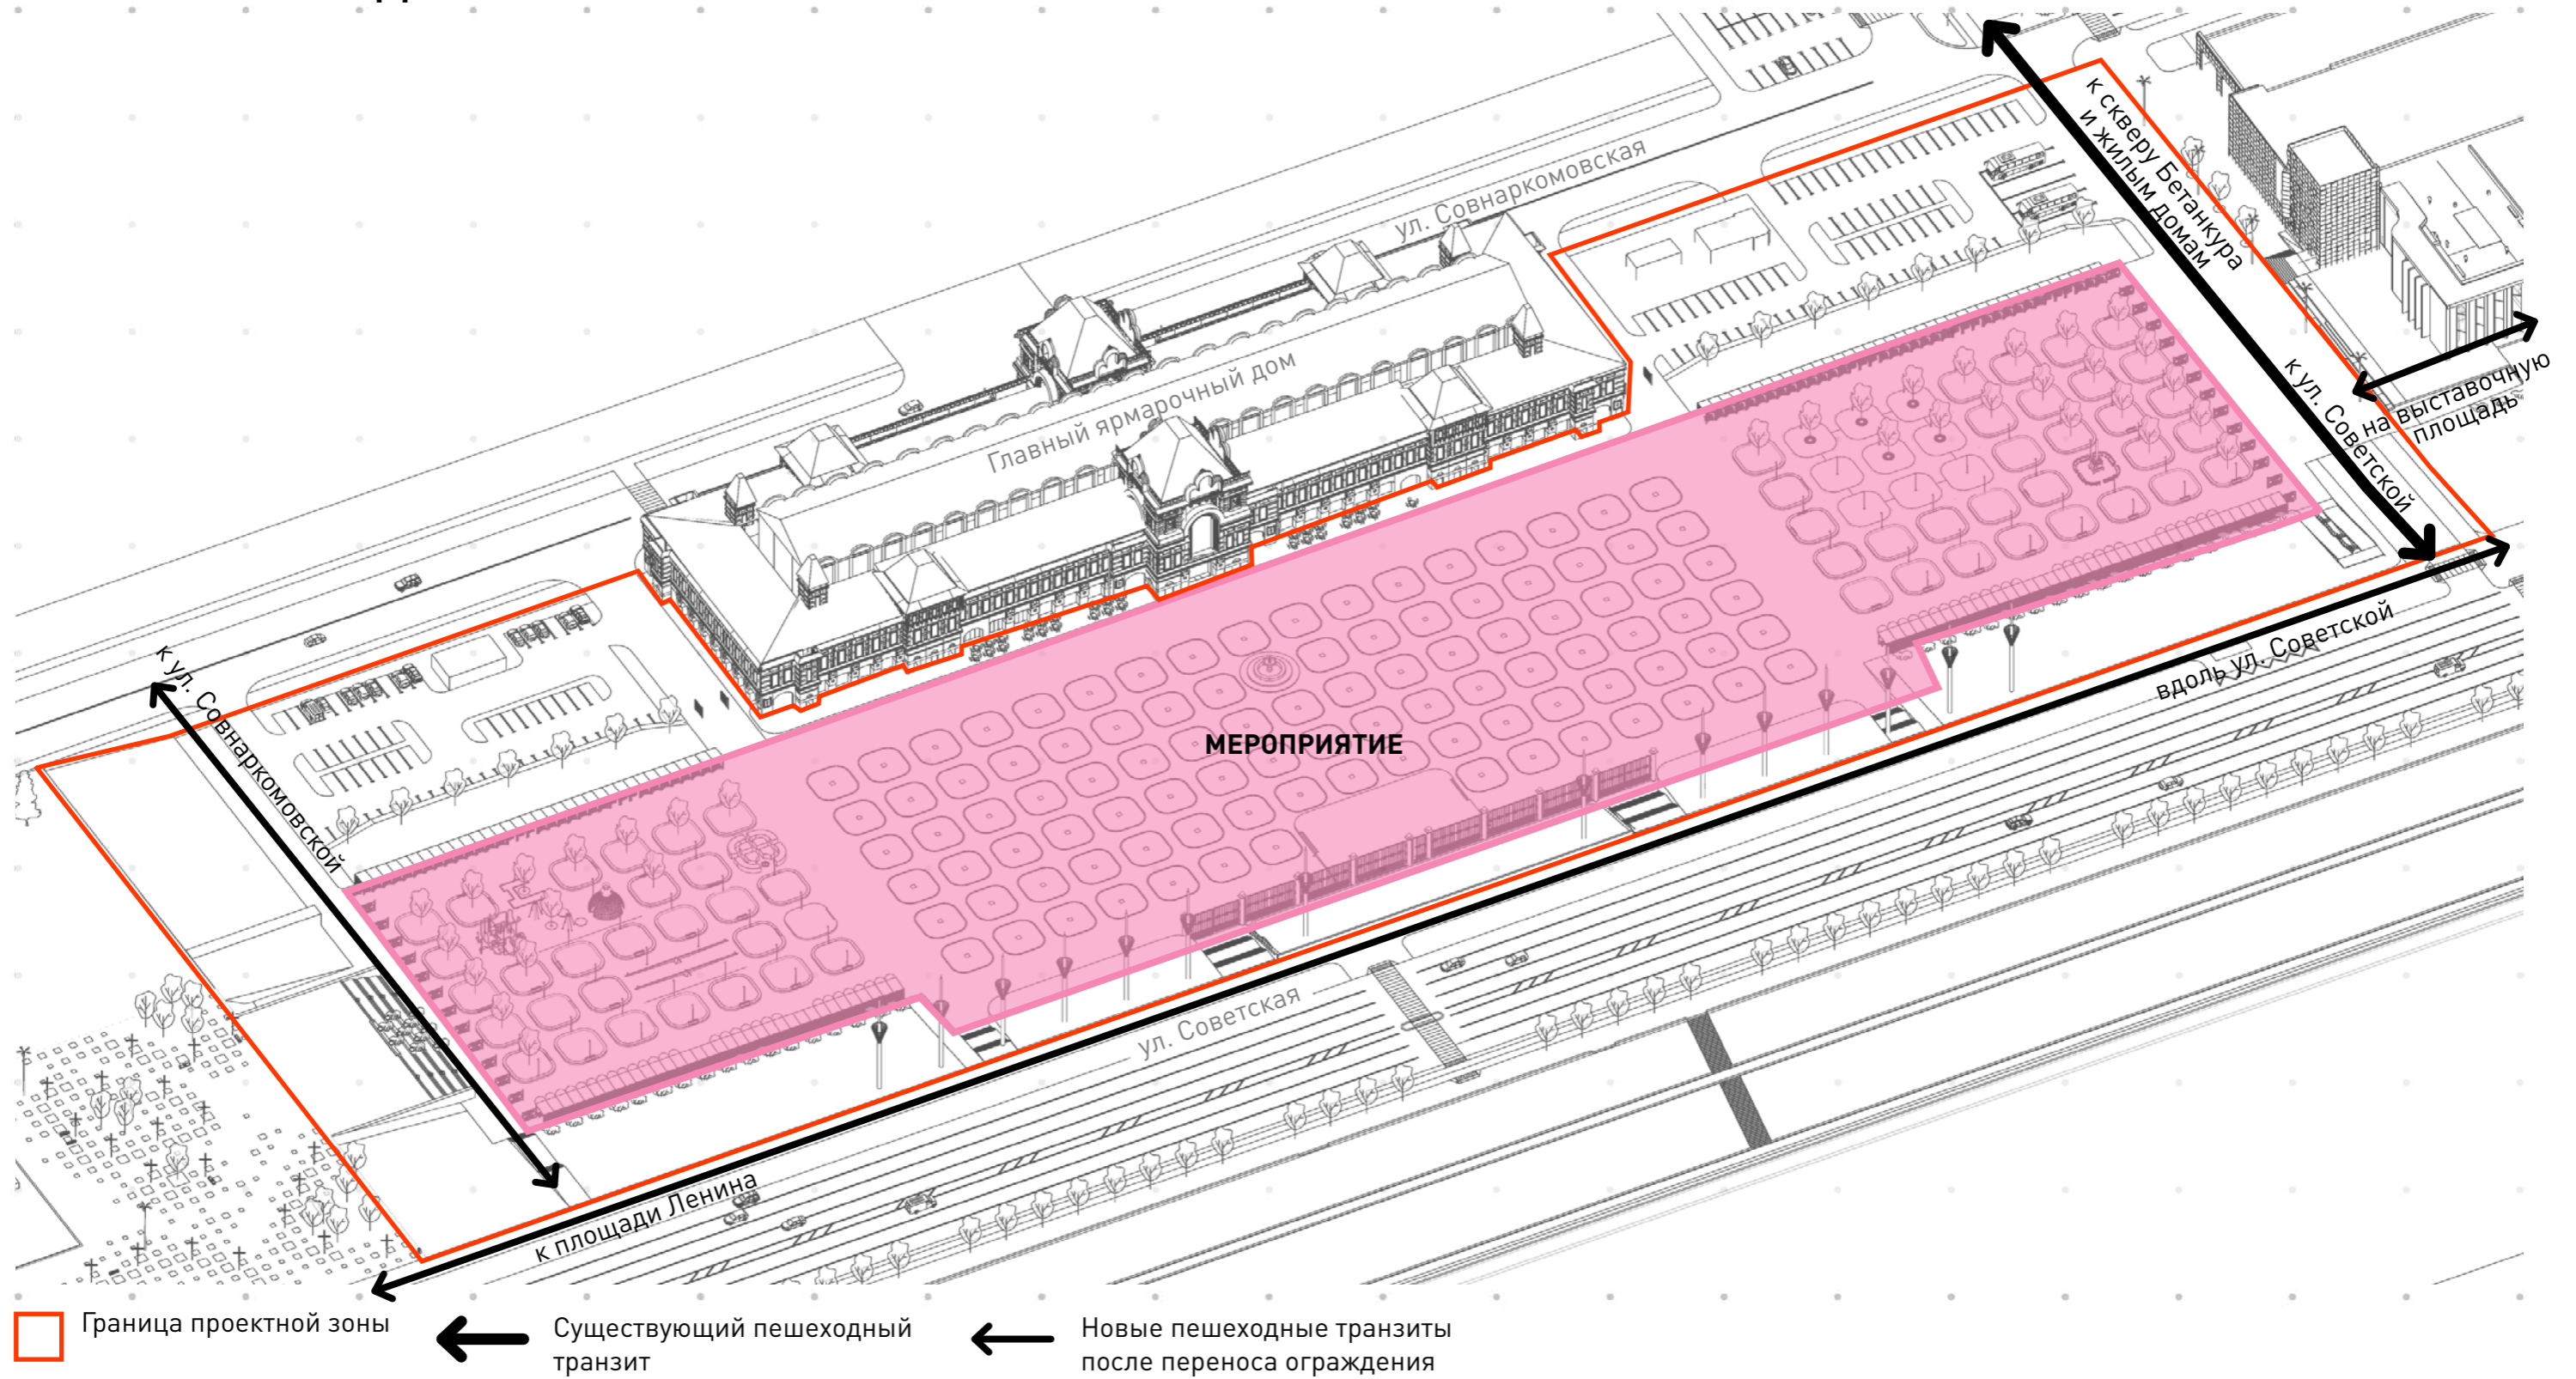 к скверу Бетанкура
и жилым домам
ул. Совнаркомовская
Главный ярмарочный дом
к ул. Советской
на выставочную
площадь
вдоль ул. Советской
к ул. Совнаркомовской
МЕРОПРИЯТИЕ
ул. Советская
к площади Ленина
Граница проектной зоны
Существующий пешеходный
транзит
Новые пешеходные транзиты
после переноса ограждения